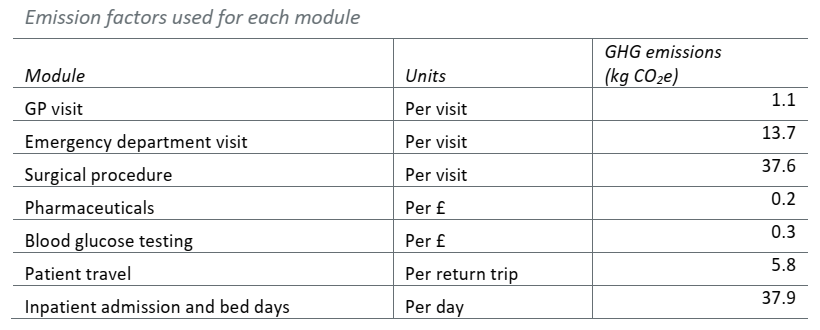 Emission factors used for each module
GHG emissions
Module Units (kg CO₂e)
GP visit Per visit 1.1
Emergency department visit Per visit 13.7
Surgical procedure Per visit 37.6
Pharmaceuticals Per £ 0.2
Blood glucose testing Per £ 0.3
Patient travel Per return trip 5.8
Inpatient admission and bed days Per day 37.9